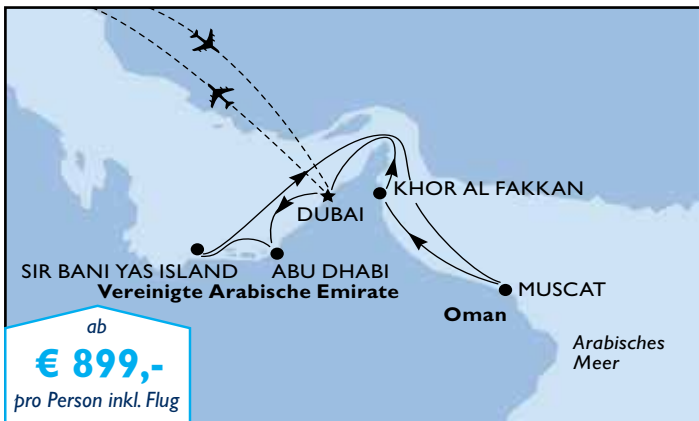 KHOR AL FAKKAN
DUBAI
SIR BANI YAS ISLAND
ABU DHABI
Vereinigte Arabische Emirate
MUSCAT
Oman
Arabisches
Meer
ab
€ 899,-
pro Person inkl. Flug